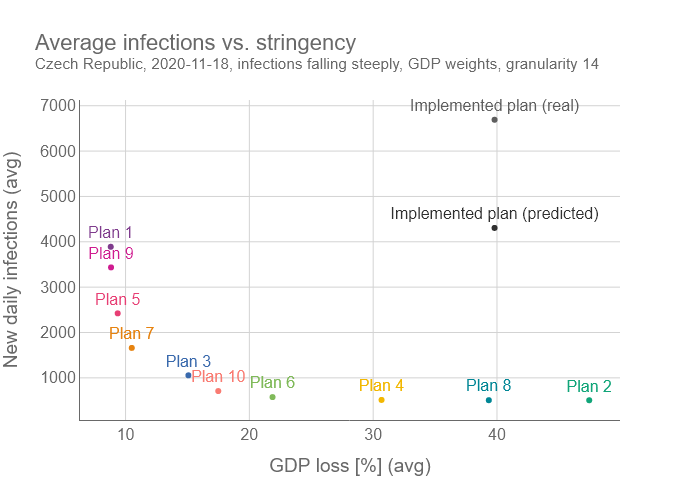 Average infections vs. stringency
Czech Republic, 2020-11-18, infections falling steeply, GDP weights, granularity 14
7000
Implemented plan (real)
6000
5000
Implemented plan (predicted)
4000
Plan 1
Plan 9
3000
Plan 5
2000
Plan 7
Plan 3
1000
Plan 10
Plan 6
Plan 4
Plan 8
Plan 2
New daily infections (avg)
10
20
30
40
GDP loss [%] (avg)